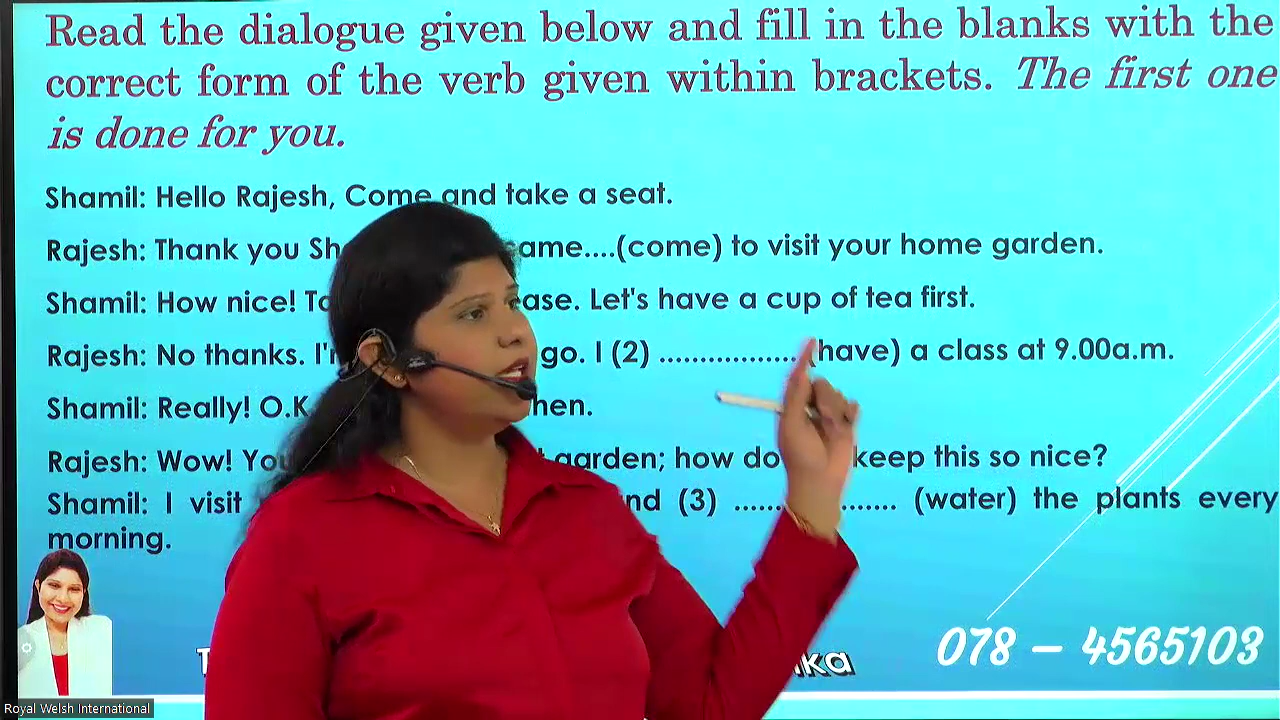 Read the dialogue given below and fill in the blanks with the
correct form of the verb given within brackets. The first one
is done for you.
Shamil: Hello Rajesh, Come and take a seat.
Rajesh: Thank you ame....(come) to visit your home garden.
Shamil: How nice! ase. Let's have a cup of tea first.
Rajesh: No thanks. go. I (2) .................. (have) a class at 9.00a.m.
Shamil: Really! O.K hen.
Rajesh: Wow! garden; how do keep this so nice?
Shamil: I visit nd (3) ....... ....... (water) the plants every
morning.
078 – 4565103
Royal Welsh International